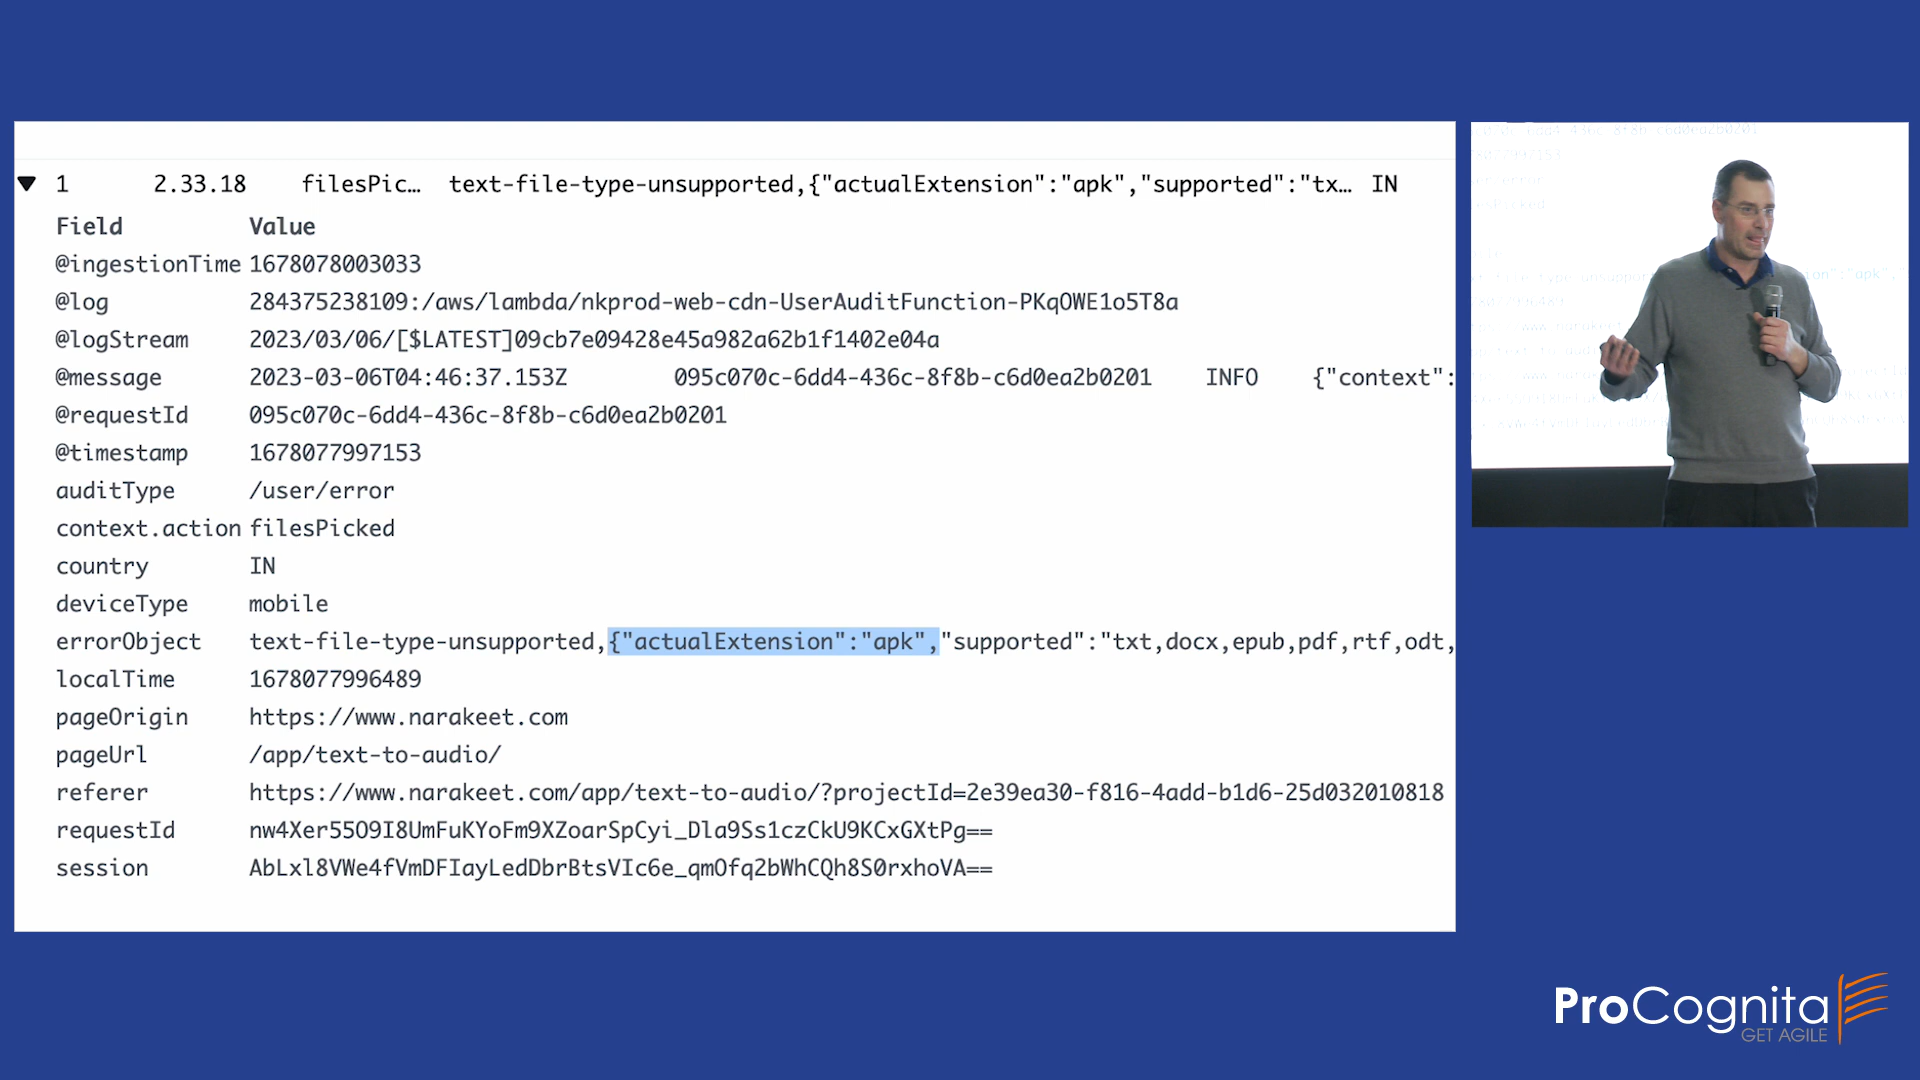 1 2.33.18 filesPic… text-file-type-unsupported,{"actualExtension":"apk","supported":"tx… IN
Field Value
@ingestionTime 1678078003033
@log 284375238109:/aws/lambda/nkprod-web-cdn-UserAuditFunction-PKqOWE1o5T8a
@logStream 2023/03/06/[$LATEST]09cb7e09428e45a982a62b1f1402e04a
@message 2023-03-06T04:46:37.153Z 095c070c-6dd4-436c-8f8b-c6d0ea2b0201 INFO {"context":
@requestId 095c070c-6dd4-436c-8f8b-c6d0ea2b0201
@timestamp 1678077997153
auditType /user/error
context.action filesPicked
country IN
deviceType mobile
errorObject text-file-type-unsupported,{"actualExtension":"apk","supported":"txt,docx,epub,pdf,rtf,odt,
localTime 1678077996489
pageOrigin https://www.narakeet.com
pageUrl /app/text-to-audio/
referer https://www.narakeet.com/app/text-to-audio/?projectId=2e39ea30-f816-4add-b1d6-25d032010818
requestId nw4Xer55O9I8UmFuKYoFm9XZoarSpCyi_Dla9Ss1czCkU9KCxGXtPg==
session AbLxl8VWe4fVmDFIayLedDbrBtsVIc6e_qmOfq2bWhCQh8S0rxhoVA==
ProCognita
GET AGILE